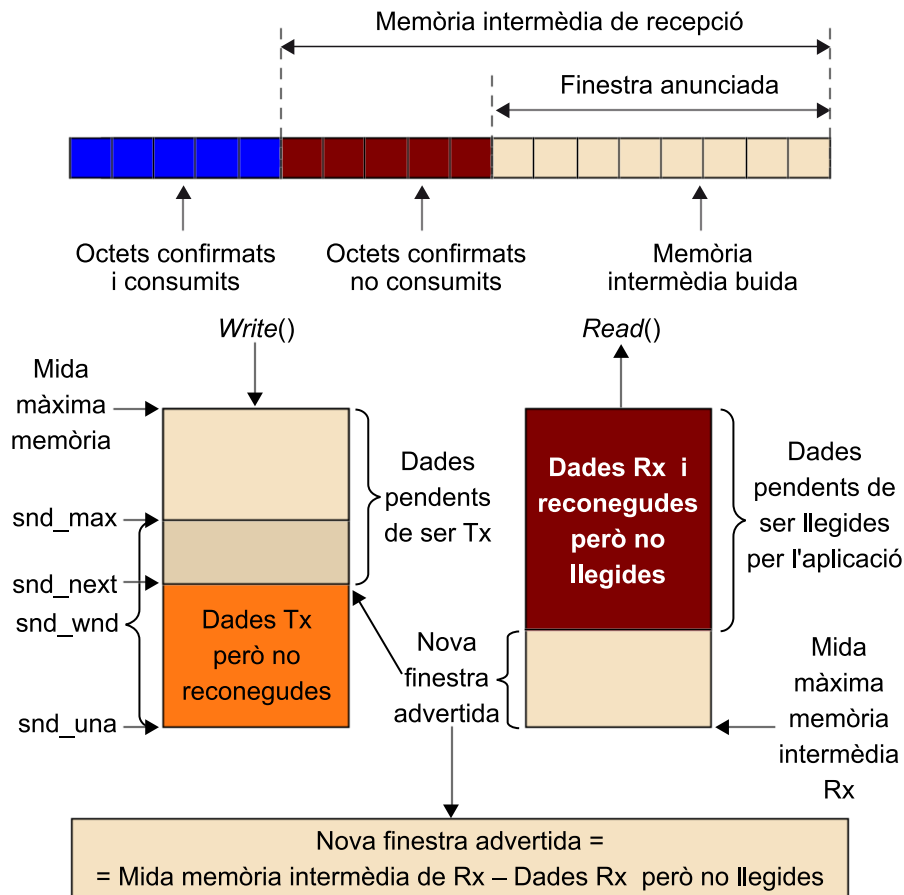 Memòria intermèdia de recepció
Finestra anunciada
Octets confirmats
i consumits
Octets confirmats
no consumits
Memòria
intermèdia buida
Write()
Read()
Mida
màxima
memòria
snd_max
snd_next
snd_wnd
snd_una
Dades Tx
però no
reconegudes
Dades
pendents
de ser Tx
Nova
finestra
advertida
Dades Rx i
reconegudes
però no
llegides
Dades
pendents de
ser llegides
per l'aplicació
Mida
màxima
memòria
intermèdia
Rx
Nova finestra advertida =
= Mida memòria intermèdia de Rx – Dades Rx però no llegides